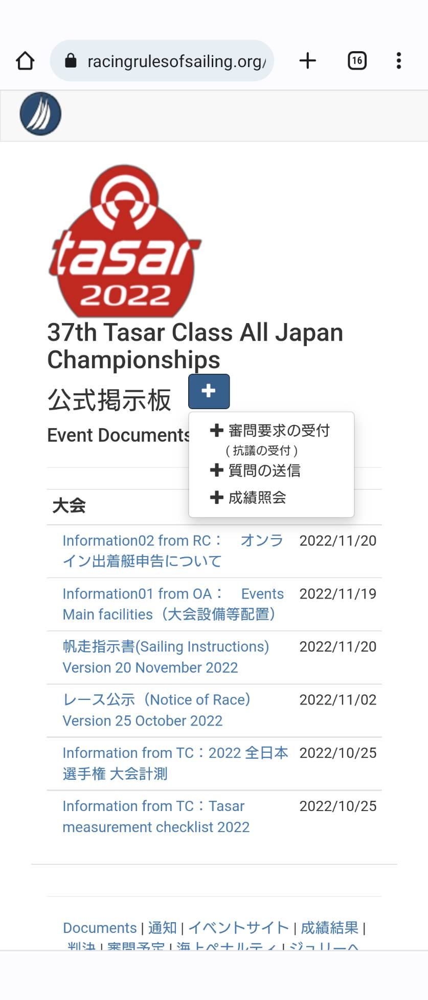 racingrulesofsailing.org/
16
tasar
2022
37th Tasar Class All Japan
Championships
公式掲示板
Event Documents
審問要求の受付
( 抗議の受付 )
質問の送信
成績照会
大会
Information02 from RC： オンラ 2022/11/20
イン出着艇申告について
Information01 from OA： Events 2022/11/19
Main facilities（大会設備等配置）
帆走指示書(Sailing Instructions) 2022/11/20
Version 20 November 2022
レース公示（Notice of Race） 2022/11/02
Version 25 October 2022
Information from TC：2022 全日本 2022/10/25
選手権 大会計測
Information from TC：Tasar 2022/10/25
measurement checklist 2022
Documents | 通知 | イベントサイト | 成績結果 |
判決 | 審問予定 | 海上ペナルティ | ジュリーへ